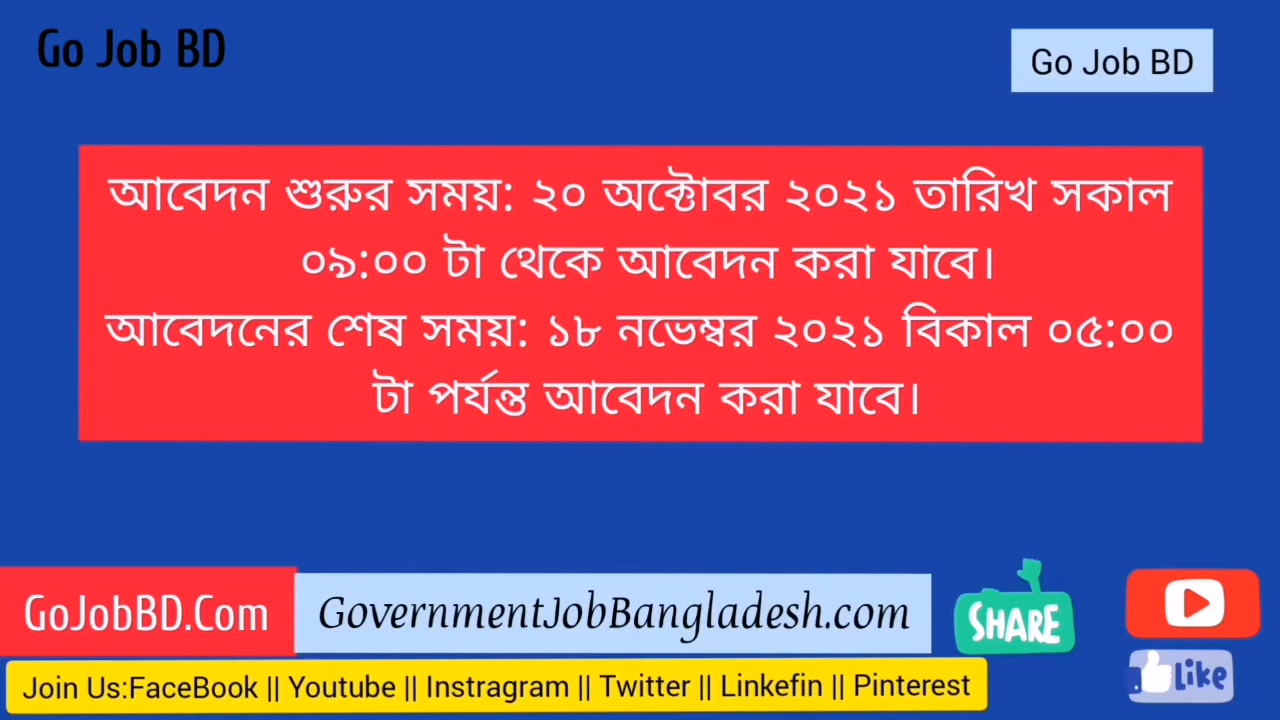 Go Job BD
Go Job BD
আবেদন শুরুর সময়: ২০ অক্টোবর ২০২১ তারিখ সকাল
০৯:০০ টা থেকে আবেদন করা যাবে।
আবেদনের শেষ সময়: ১৮ নভেম্বর ২০২১ বিকাল ০৫:০০
টা পর্যন্ত আবেদন করা যাবে।
GoJobBD.Com
GovernmentJobBangladesh.com
SHARE
Like
Join Us:FaceBook || Youtube || Instragram || Twitter || Linkefin || Pinterest